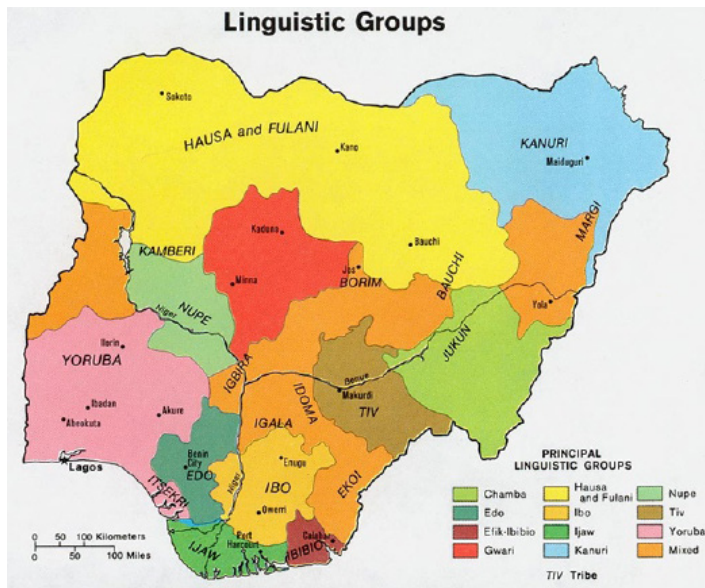 Linguistic Groups
Sokoto
HAUSA and FULANI
Kano
KANURI
Maiduguri
MARGI
Kaduna
KAMBERI
Bauchi
Jos
BORIM
BAUCHI
Minna
NUPE
Niger
Yola
JUKUN
Ilorin
YORUBA
IGBIRA
Benue
Makurdi
TIV
IDOMA
Ibadan
Abeokuta
Akure
IGALA
Benin
City
EDO
Enugu
IBO
EKOI
Lagos
ITSEKRI
Niger
Owerri
Port
Harcourt
IJAW
Calabar
IBIBIO
0 50 100 Kilometers
0 50 100 Miles
PRINCIPAL
LINGUISTIC GROUPS
Chamba
Edo
Efik-Ibibio
Gwari
Hausa
and Fulani
Ibo
Ijaw
Kanuri
Nupe
Tiv
Yoruba
Mixed
TIV Tribe